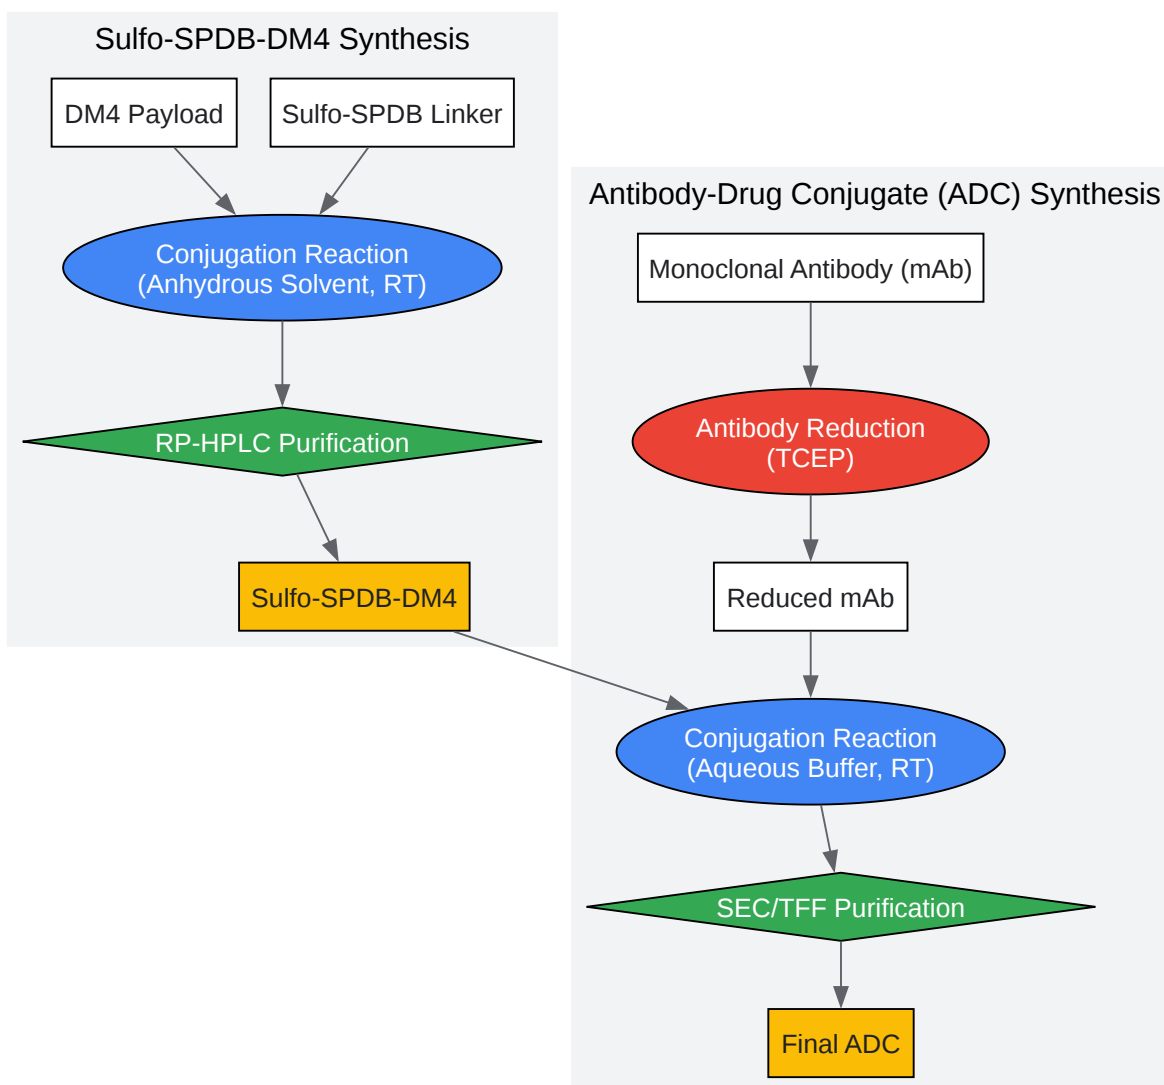 Sulfo-SPDB-DM4 Synthesis
DM4 Payload
Sulfo-SPDB Linker
Conjugation Reaction
(Anhydrous Solvent, RT)
RP-HPLC Purification
Sulfo-SPDB-DM4
Antibody-Drug Conjugate (ADC) Synthesis
Monoclonal Antibody (mAb)
Antibody Reduction
(TCEP)
Reduced mAb
Conjugation Reaction
(Aqueous Buffer, RT)
SEC/TFF Purification
Final ADC